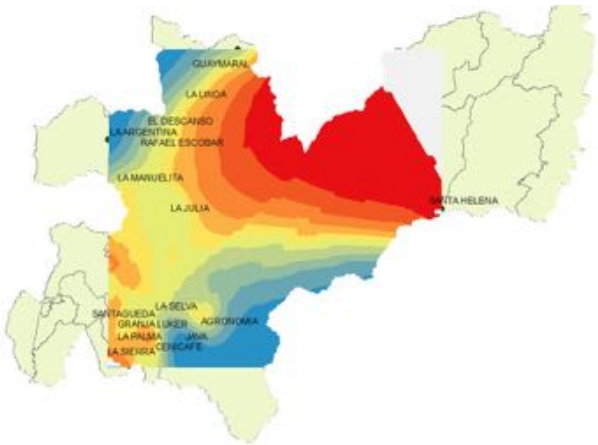 GUAYMARAL
LA LINDA
EL DESCANSO
LA ARGENTINA
RAFAEL ESCOBAR
LA MANUELITA
SANTA HELENA
LA JULIA
LA SELVA
SANTAGUEDA
GRANJA LUKER
AGRONOMIA
LA PALMA
JAVA
CENICAFE
LA SIERRA